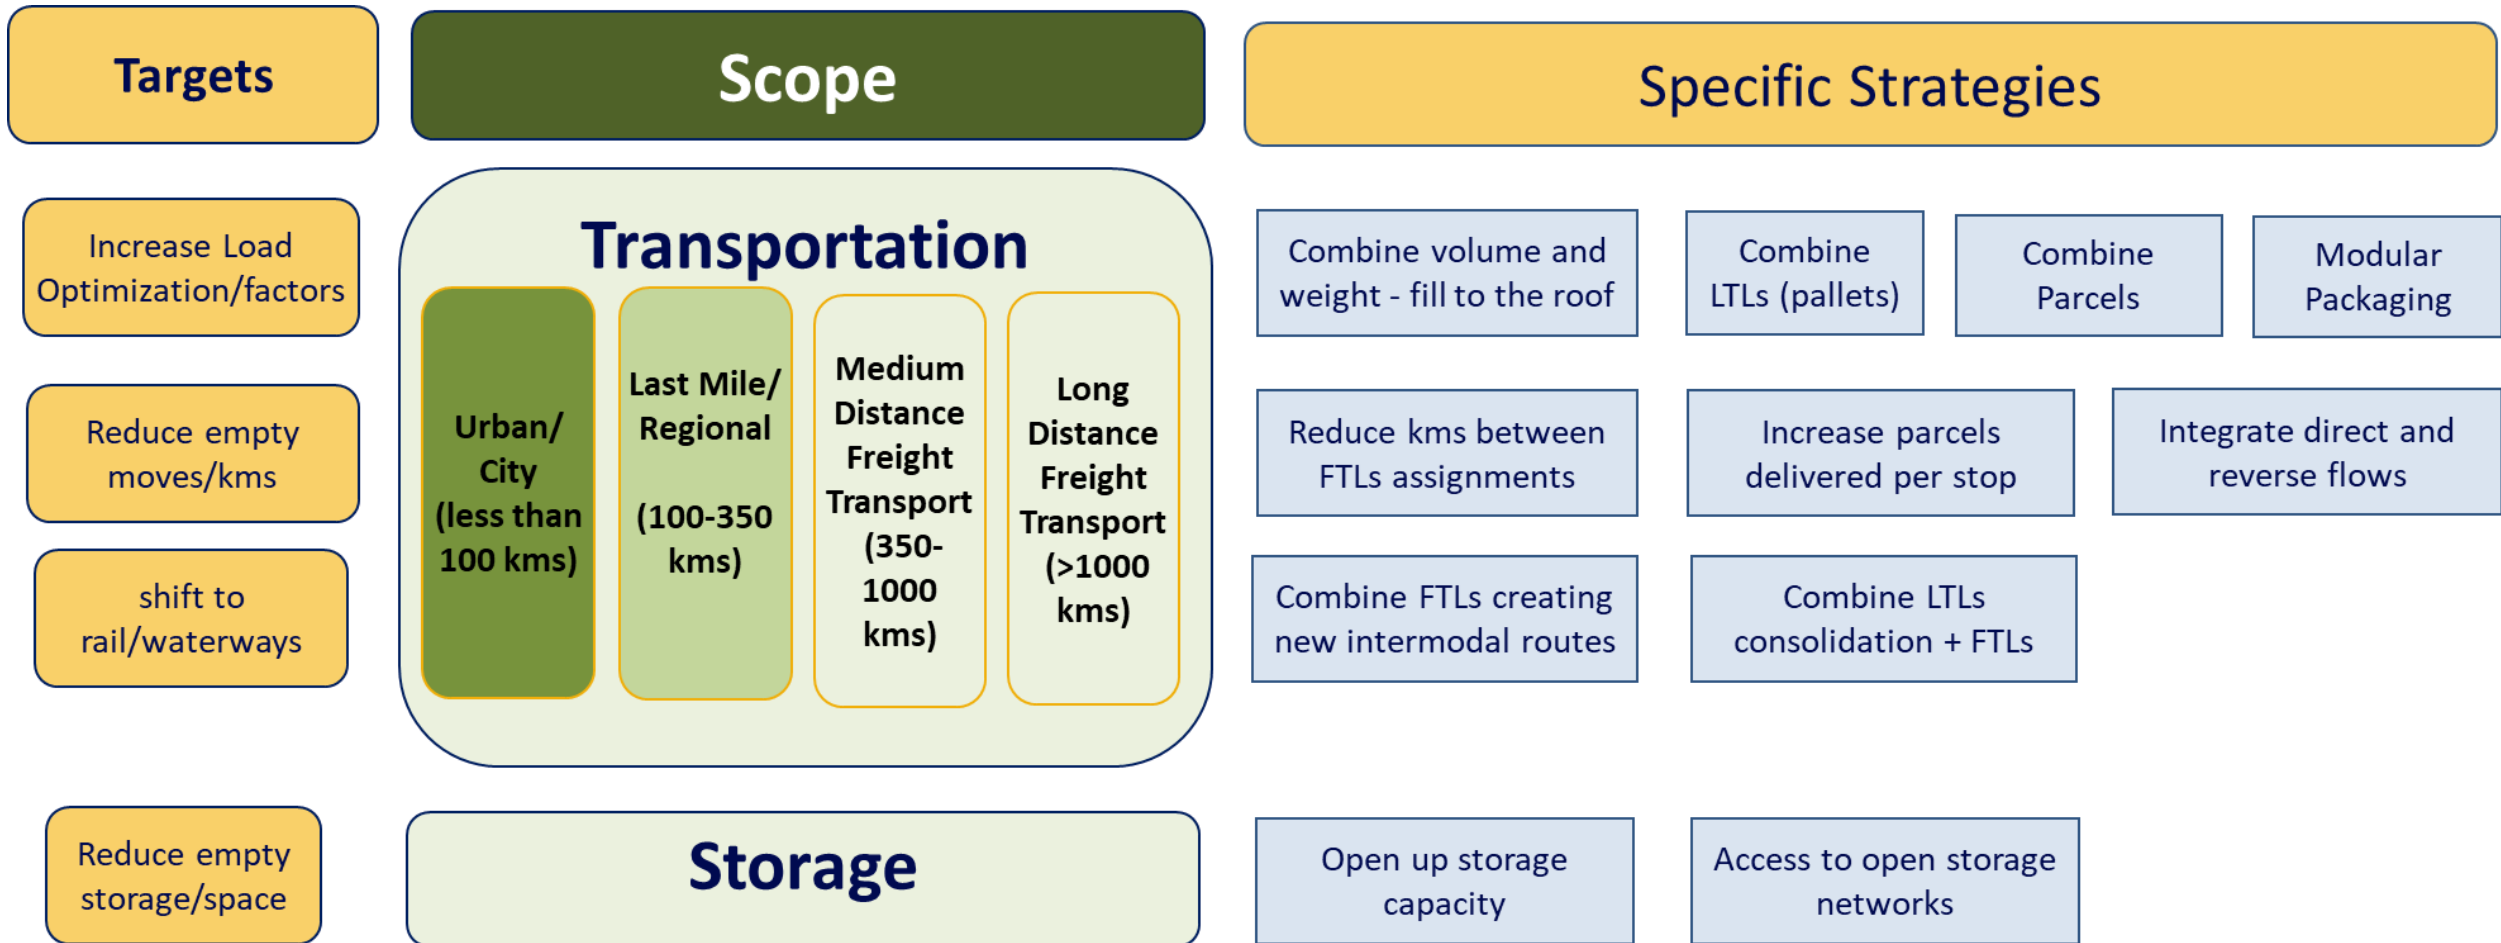 Targets
Scope
Specific Strategies
Increase Load
Optimization/factors
Reduce empty
moves/kms
shift to
rail/waterways
Reduce empty
storage/space
Transportation
Urban/
City
(less than
100 kms)
Last Mile/
Regional
(100-350
kms)
Medium
Distance
Freight
Transport
(350-
1000
kms)
Long
Distance
Freight
Transport
(>1000
kms)
Storage
Combine volume and
weight - fill to the roof
Combine
LTLs (pallets)
Combine
Parcels
Modular
Packaging
Reduce kms between
FTLs assignments
Increase parcels
delivered per stop
Integrate direct and
reverse flows
Combine FTLs creating
new intermodal routes
Combine LTLs
consolidation + FTLs
Open up storage
capacity
Access to open storage
networks